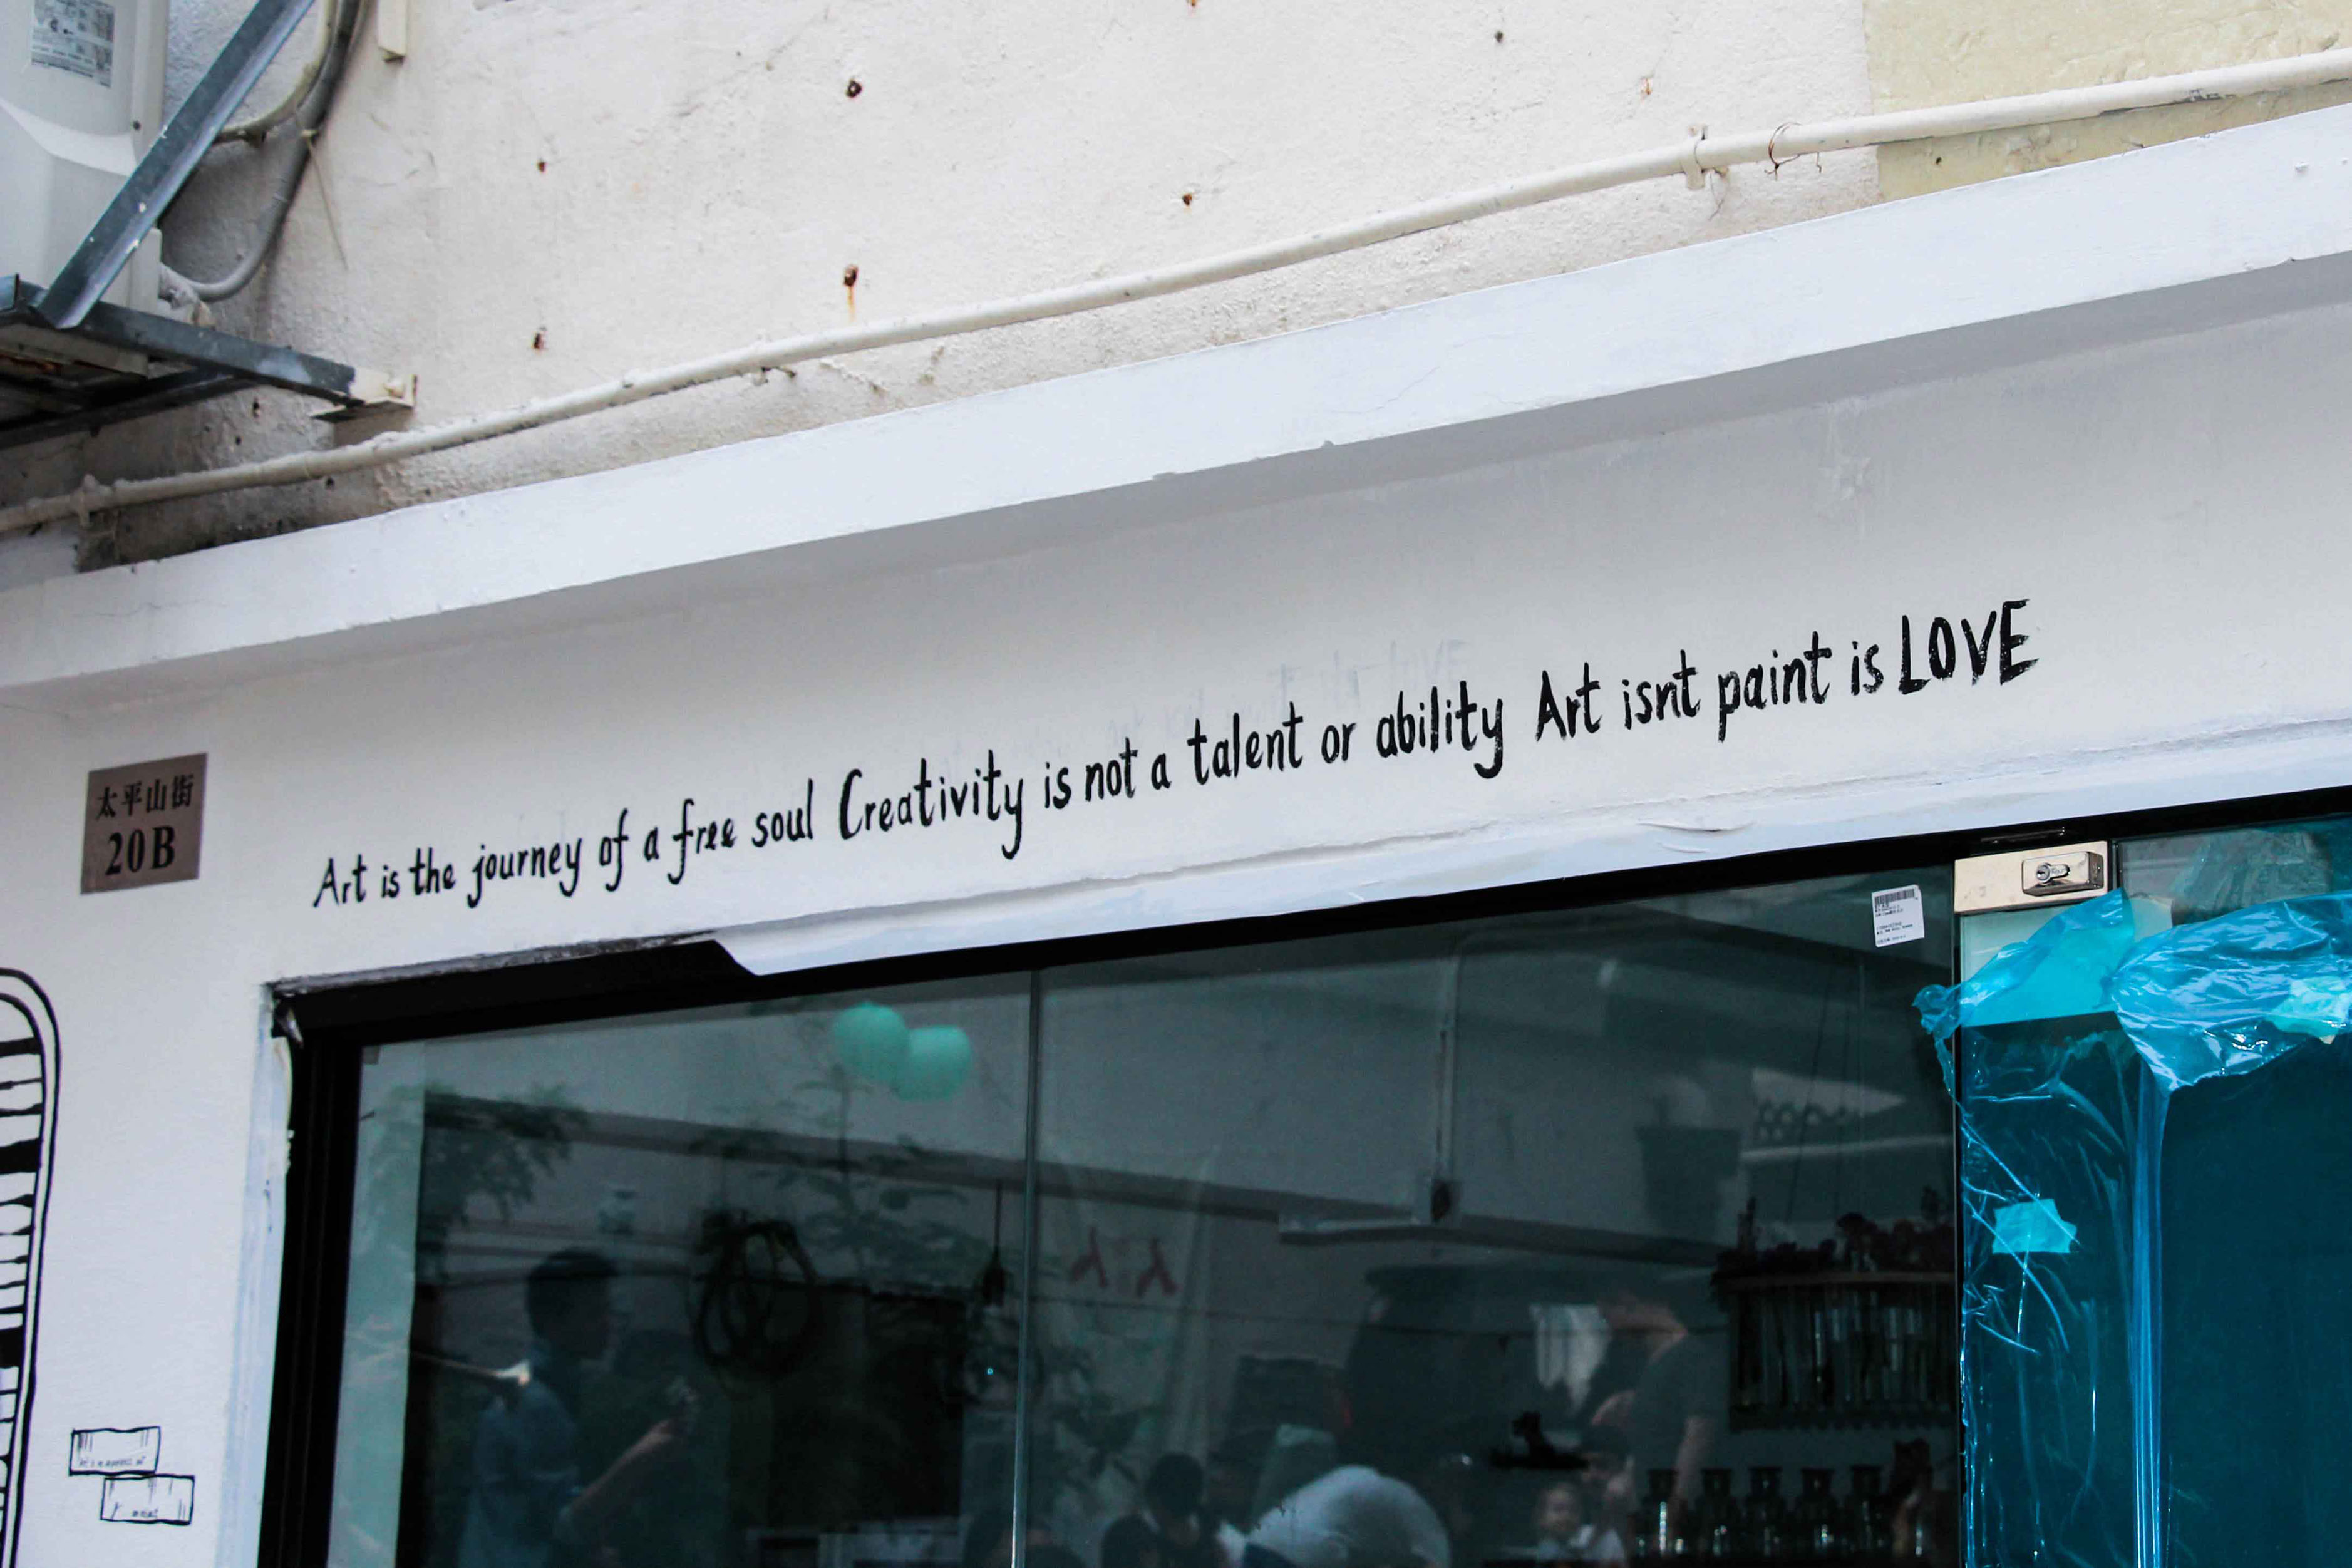 太平山街
20B
Art is the journey of a free soul Creativity is not a talent or ability Art isnt paint is LOVE